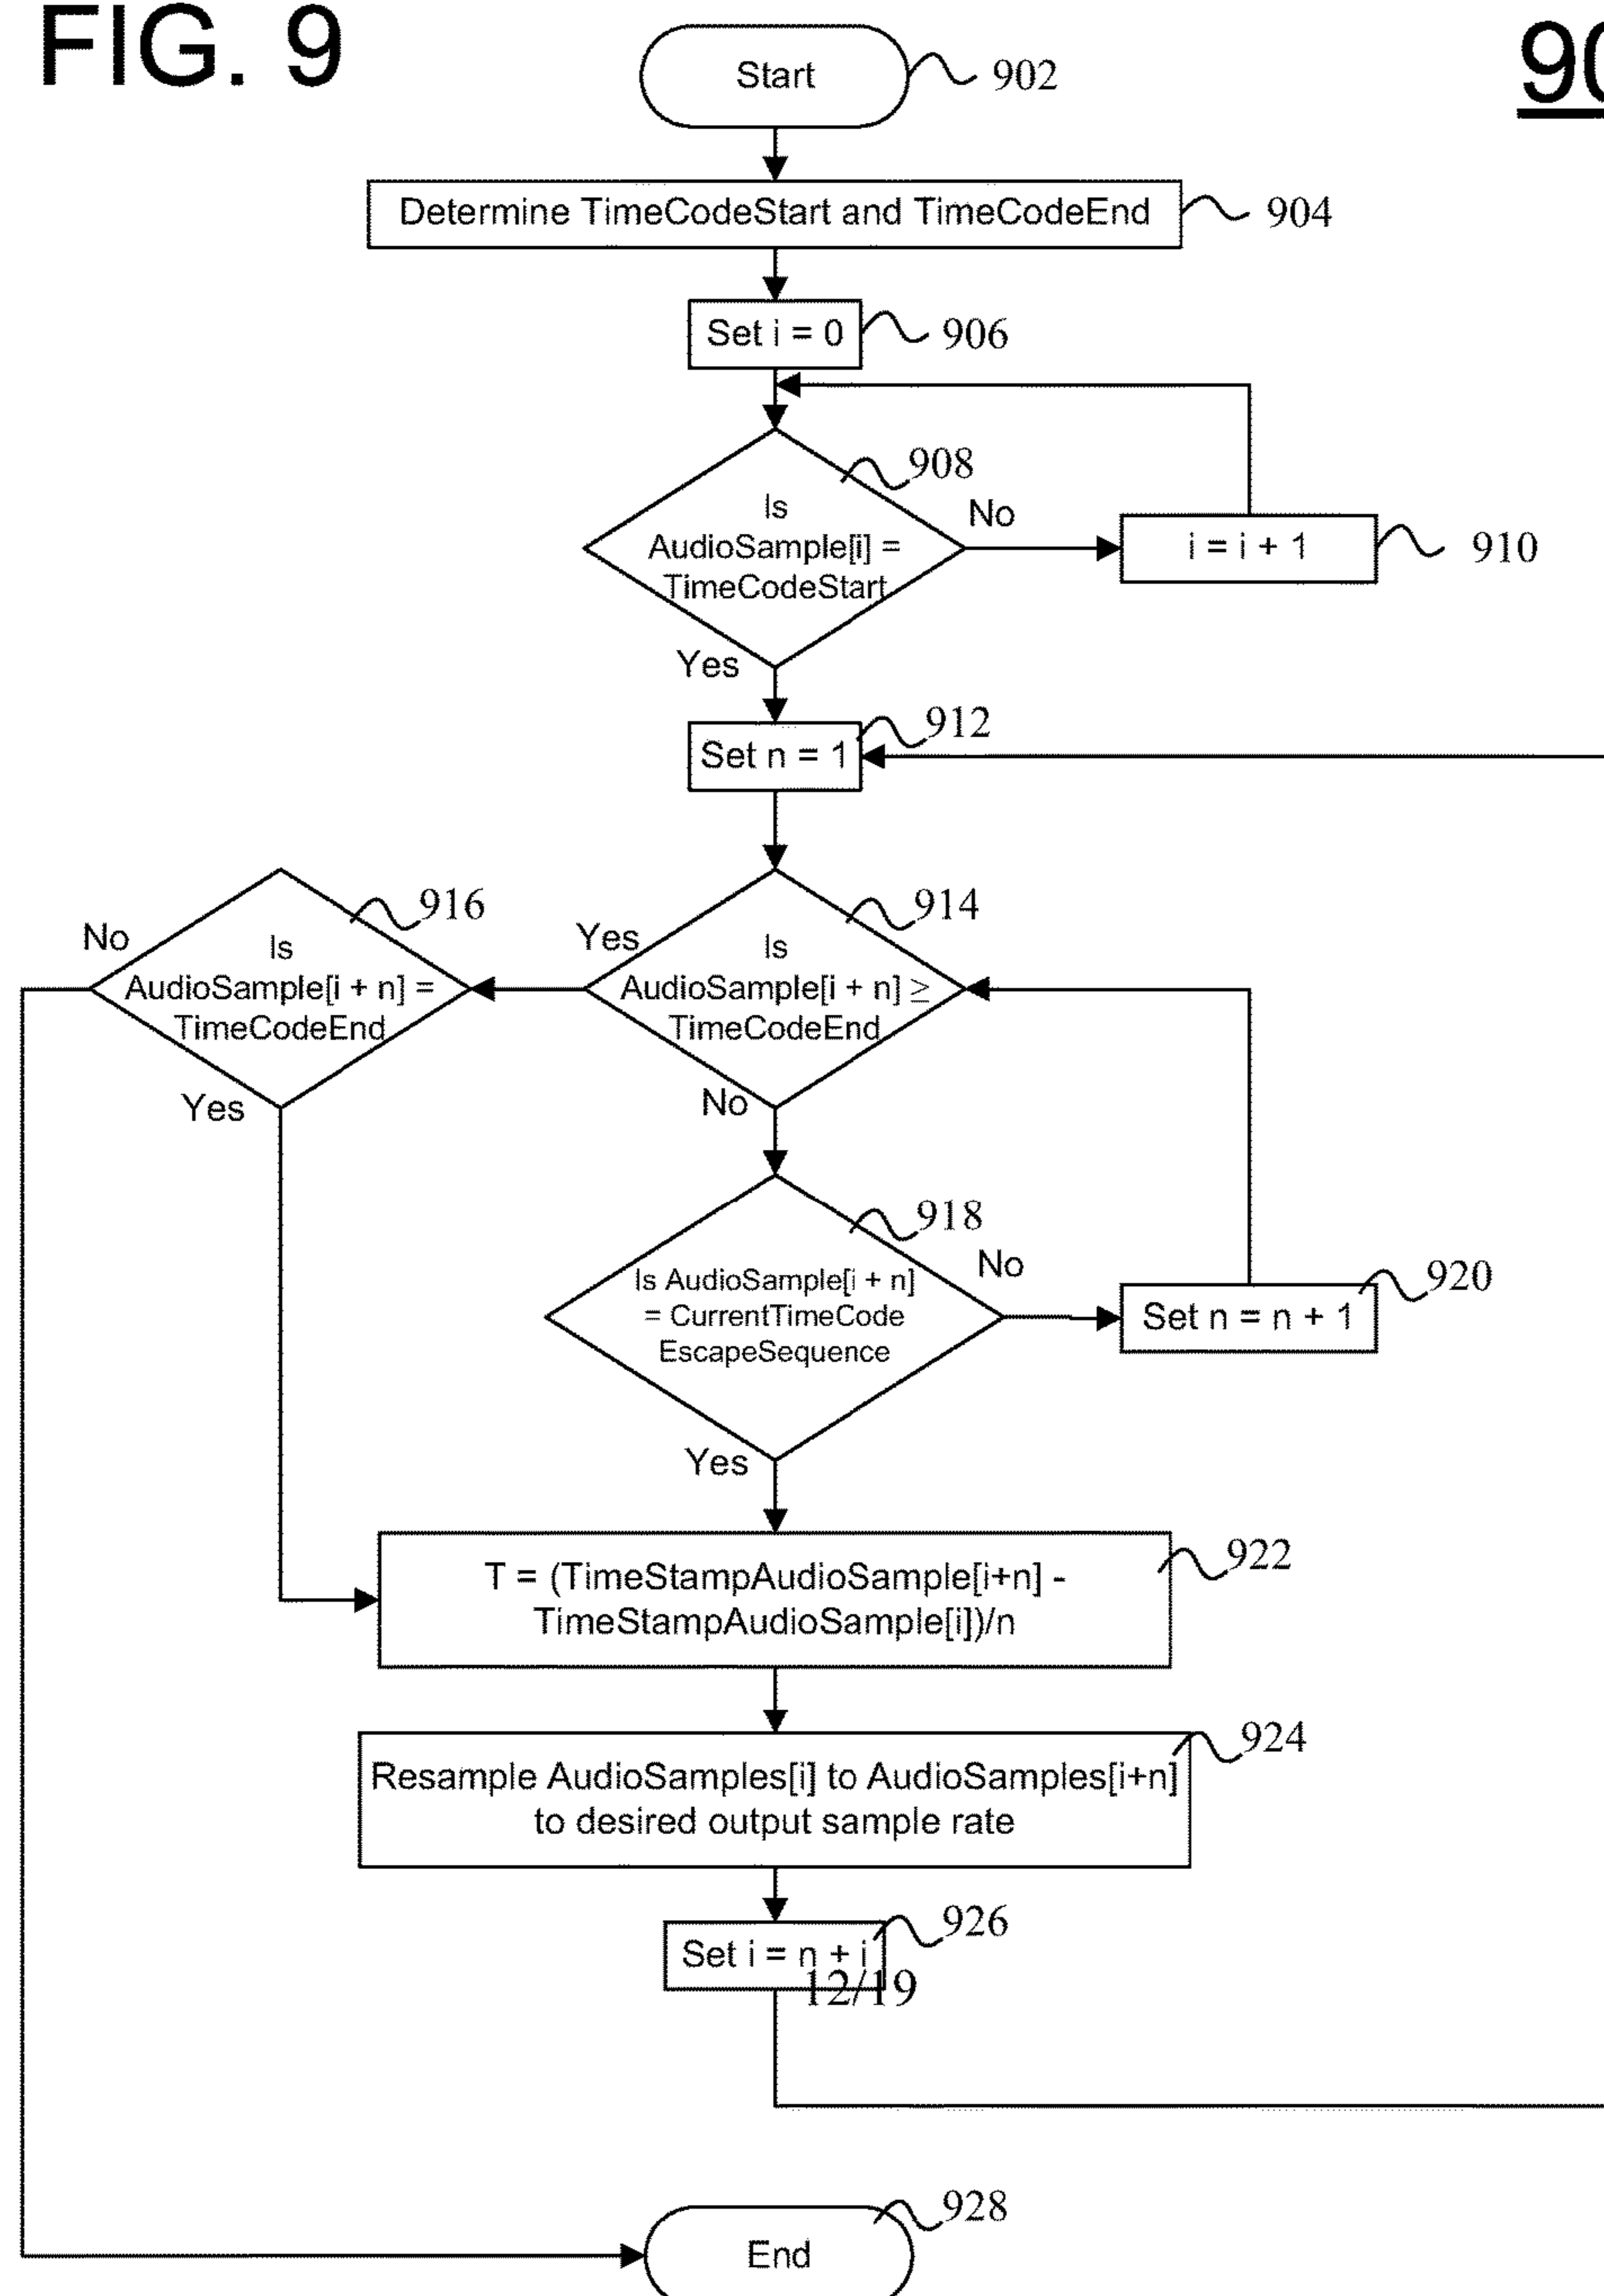 FIG. 9
90
Start
902
Determine TimeCodeStart and TimeCodeEnd
904
Set i = 0
906
908
Is
AudioSample[i] =
TimeCodeStart
No
i = i + 1
910
Yes
912
Set n = 1
916
914
No
Is
AudioSample[i + n] =
TimeCodeEnd
Yes
Is
AudioSample[i + n] ≥
TimeCodeEnd
Yes
No
918
Is AudioSample[i + n]
= CurrentTimeCode
EscapeSequence
No
920
Set n = n + 1
Yes
922
T = (TimeStampAudioSample[i+n] -
TimeStampAudioSample[i])/n
924
Resample AudioSamples[i] to AudioSamples[i+n]
to desired output sample rate
926
Set i = n + i
12/19
928
End